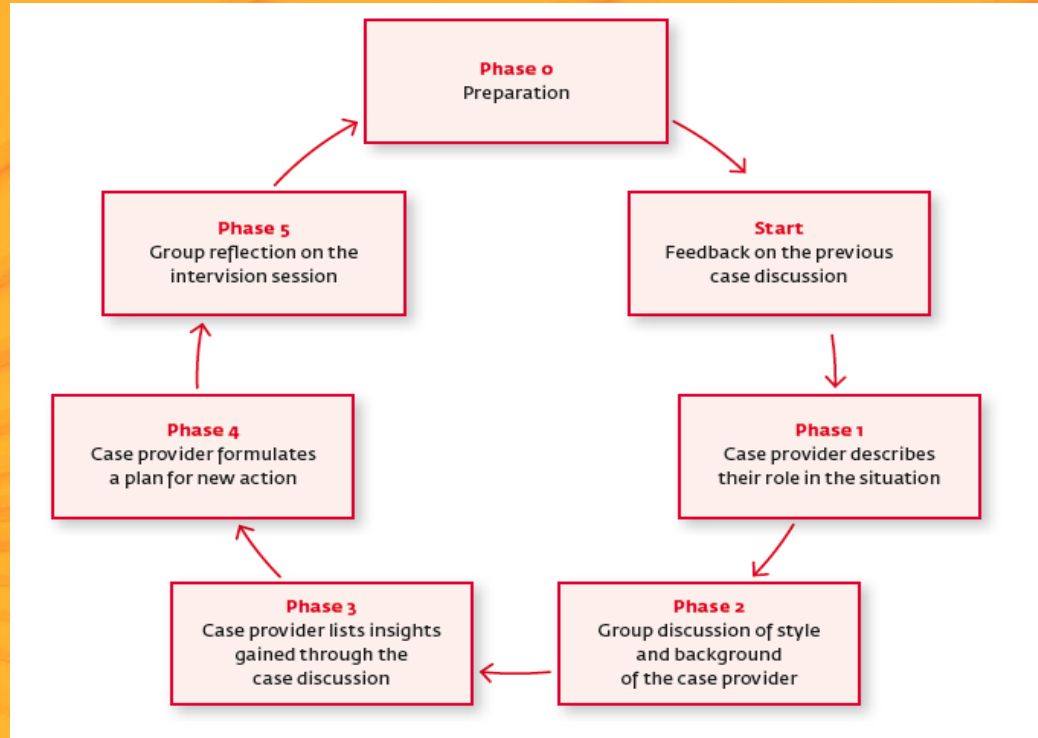 Phase 0
Preparation
Start
Feedback on the previous
case discussion
Phase 1
Case provider describes
their role in the situation
Phase 2
Group discussion of style
and background
of the case provider
Phase 3
Case provider lists insights
gained through the
case discussion
Phase 4
Case provider formulates
a plan for new action
Phase 5
Group reflection on the
intervision session